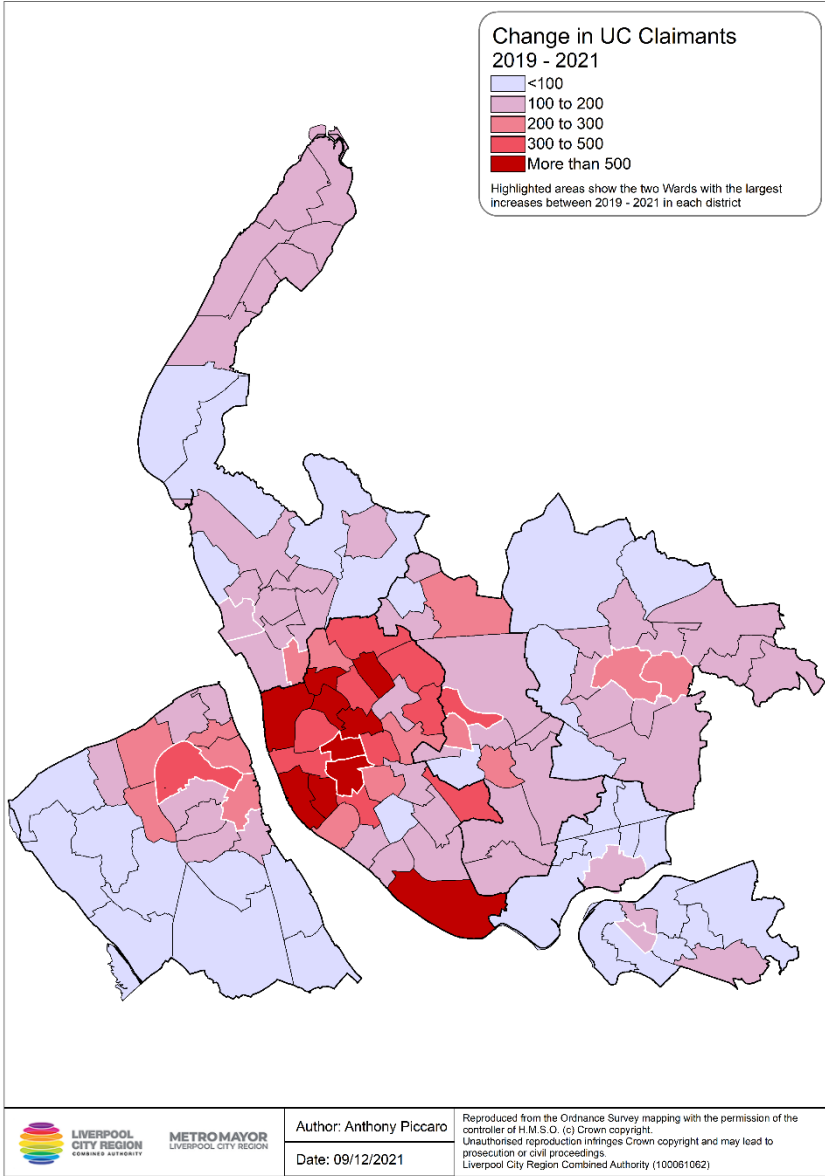 Change in UC Claimants
2019 - 2021
<100
100 to 200
200 to 300
300 to 500
More than 500
Highlighted areas show the two Wards with the largest
increases between 2019 - 2021 in each district
LIVERPOOL
CITY REGION
COMBINED AUTHORITY
METROMAYOR
LIVERPOOL CITY REGION
Author: Anthony Piccaro
Date: 09/12/2021
Reproduced from the Ordnance Survey mapping with the permission of the
controller of H.M.S.O. (c) Crown copyright.
Unauthorised reproduction infringes Crown copyright and may lead to
prosecution or civil proceedings.
Liverpool City Region Combined Authority (100061062)